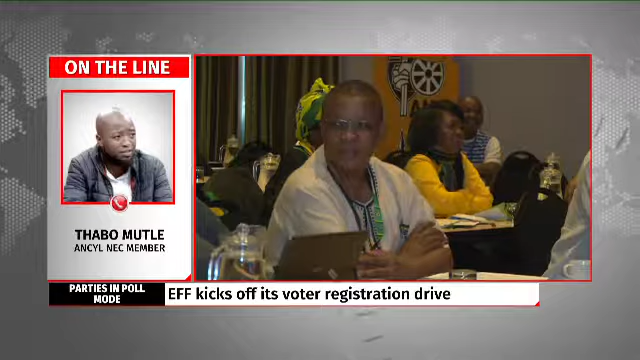 ON THE LINE
ANC
THABO MUTLE
ANCYL NEC MEMBER
PARTIES IN POLL
MODE
EFF kicks off its voter registration drive